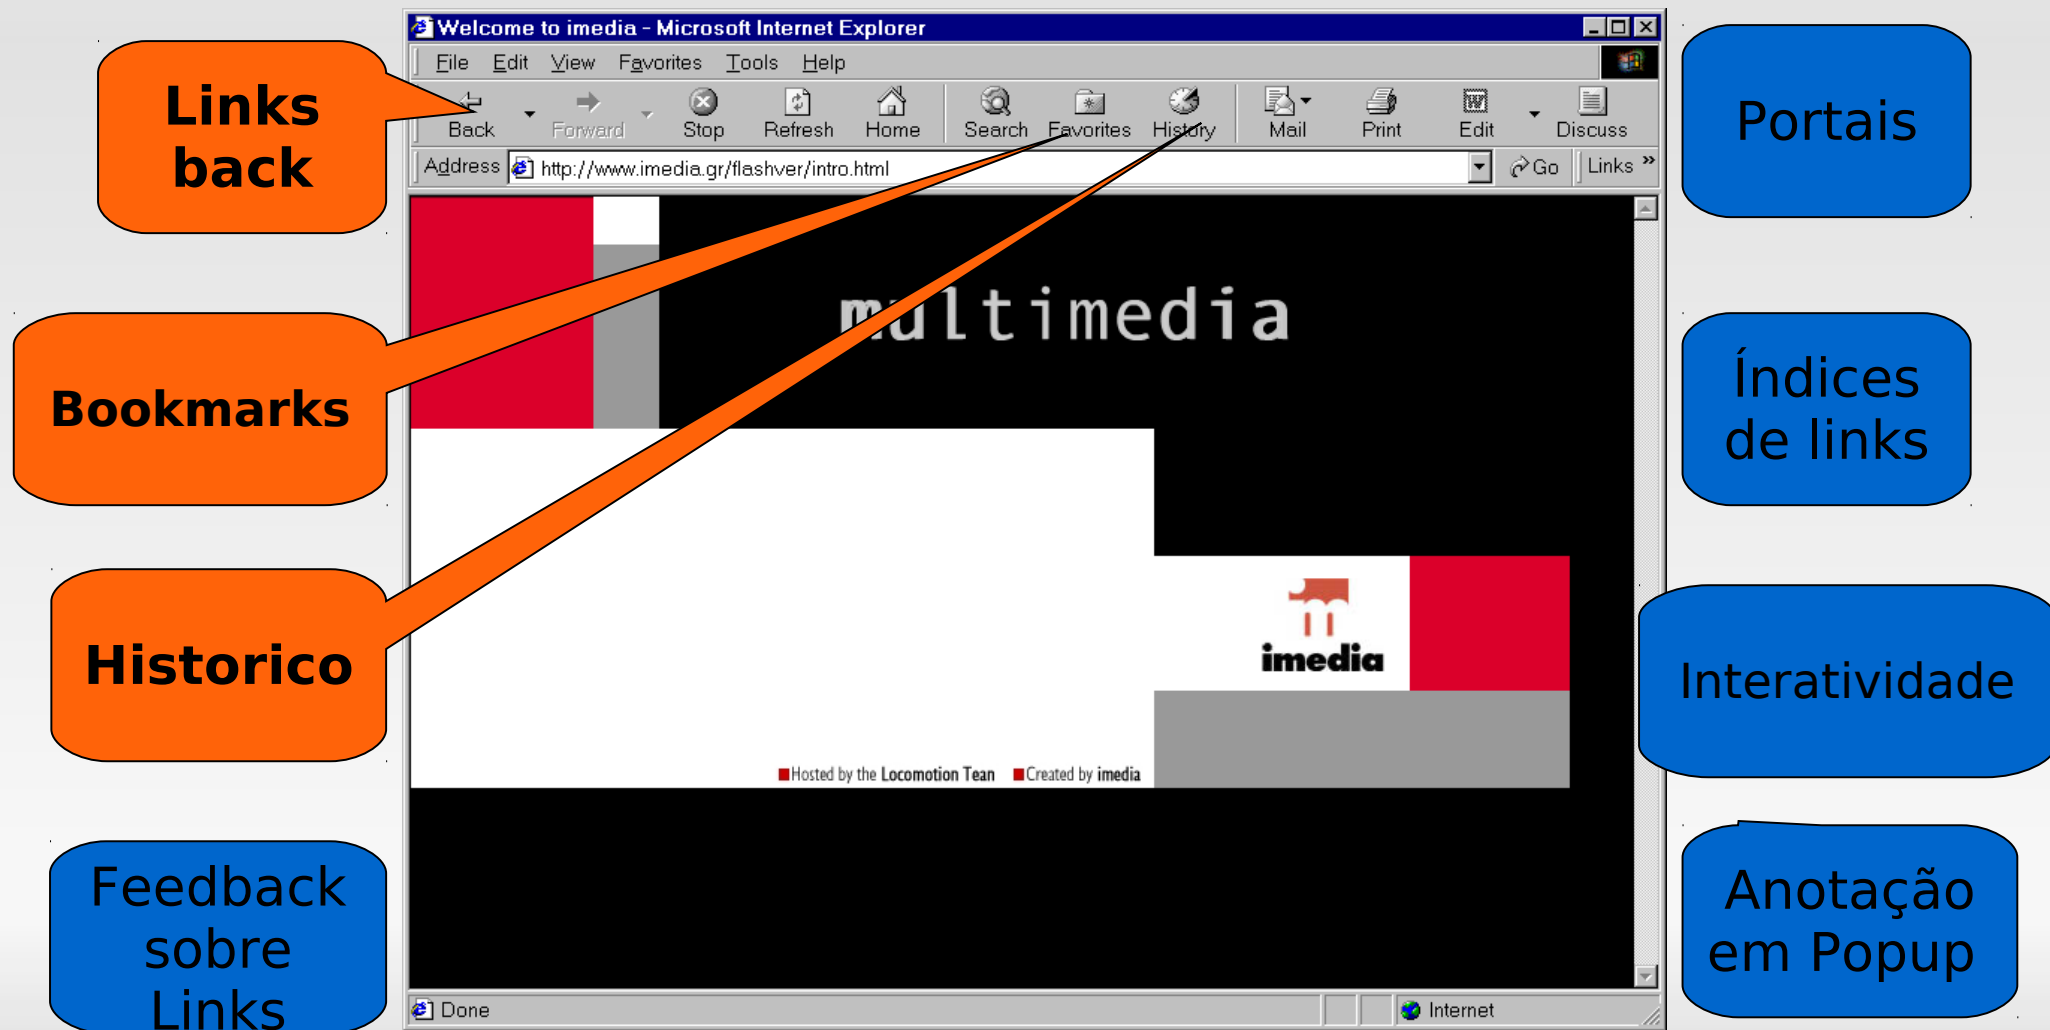 Links
back
Bookmarks
Historico
Feedback
sobre
Links
Welcome to imedia - Microsoft Internet Explorer
File Edit View Favorites Tools Help
Back Forward Stop Refresh Home Search Favorites History Mail Print Edit Discuss
Address http://www.imedia.gr/flashver/intro.html Go Links »
multimedia
imedia
Hosted by the Locomotion Tean Created by imedia
Done Internet
Portais
Índices
de links
Interatividade
Anotação
em Popup